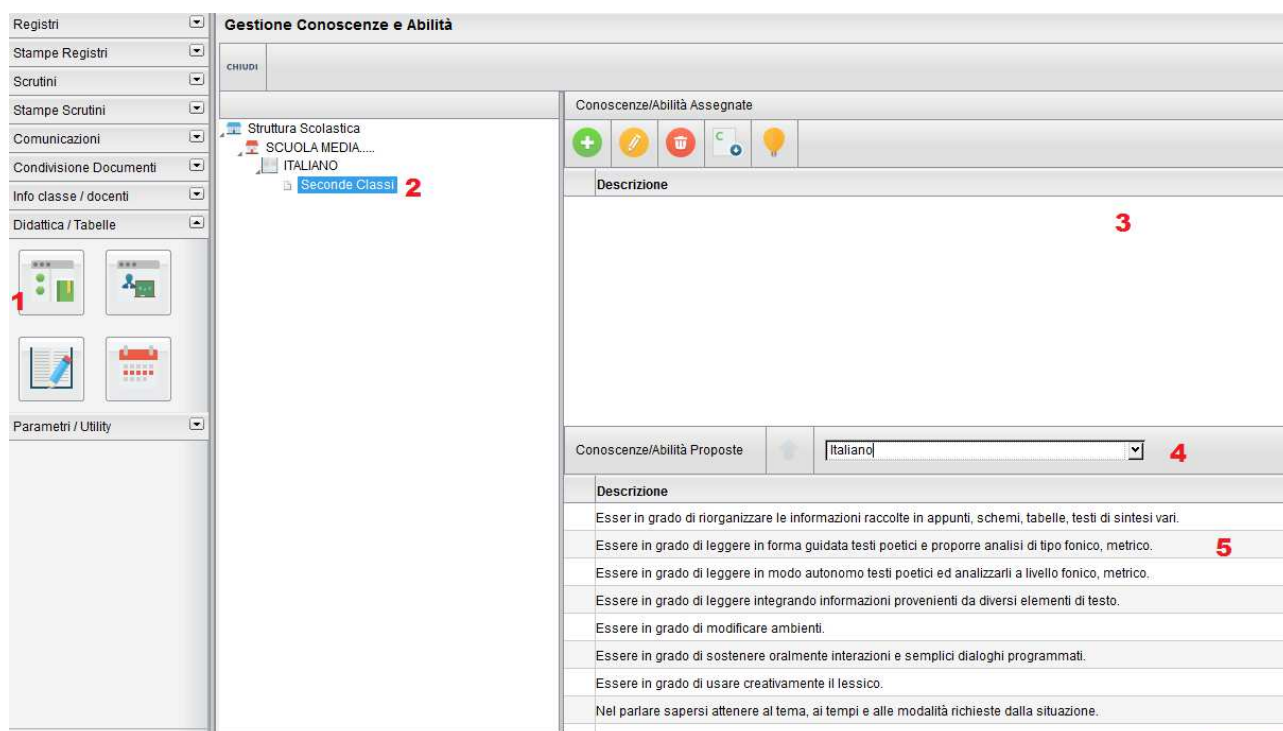 Registri
Stampe Registri
Scrutini
Stampe Scrutini
Comunicazioni
Condivisione Documenti
Info classe / docenti
Didattica / Tabelle
1
Parametri / Utility
Gestione Conoscenze e Abilità
CHIUDI
Struttura Scolastica
SCUOLA MEDIA.....
ITALIANO
Seconde Classi 2
Conoscenze/Abilità Assegnate
C
Descrizione
3
Conoscenze/Abilità Proposte Italiano 4
Descrizione
Esser in grado di riorganizzare le informazioni raccolte in appunti, schemi, tabelle, testi di sintesi vari.
Essere in grado di leggere in forma guidata testi poetici e proporre analisi di tipo fonico, metrico. 5
Essere in grado di leggere in modo autonomo testi poetici ed analizzarli a livello fonico, metrico.
Essere in grado di leggere integrando informazioni provenienti da diversi elementi di testo.
Essere in grado di modificare ambienti.
Essere in grado di sostenere oralmente interazioni e semplici dialoghi programmati.
Essere in grado di usare creativamente il lessico.
Nel parlare sapersi attenere al tema, ai tempi e alle modalità richieste dalla situazione.